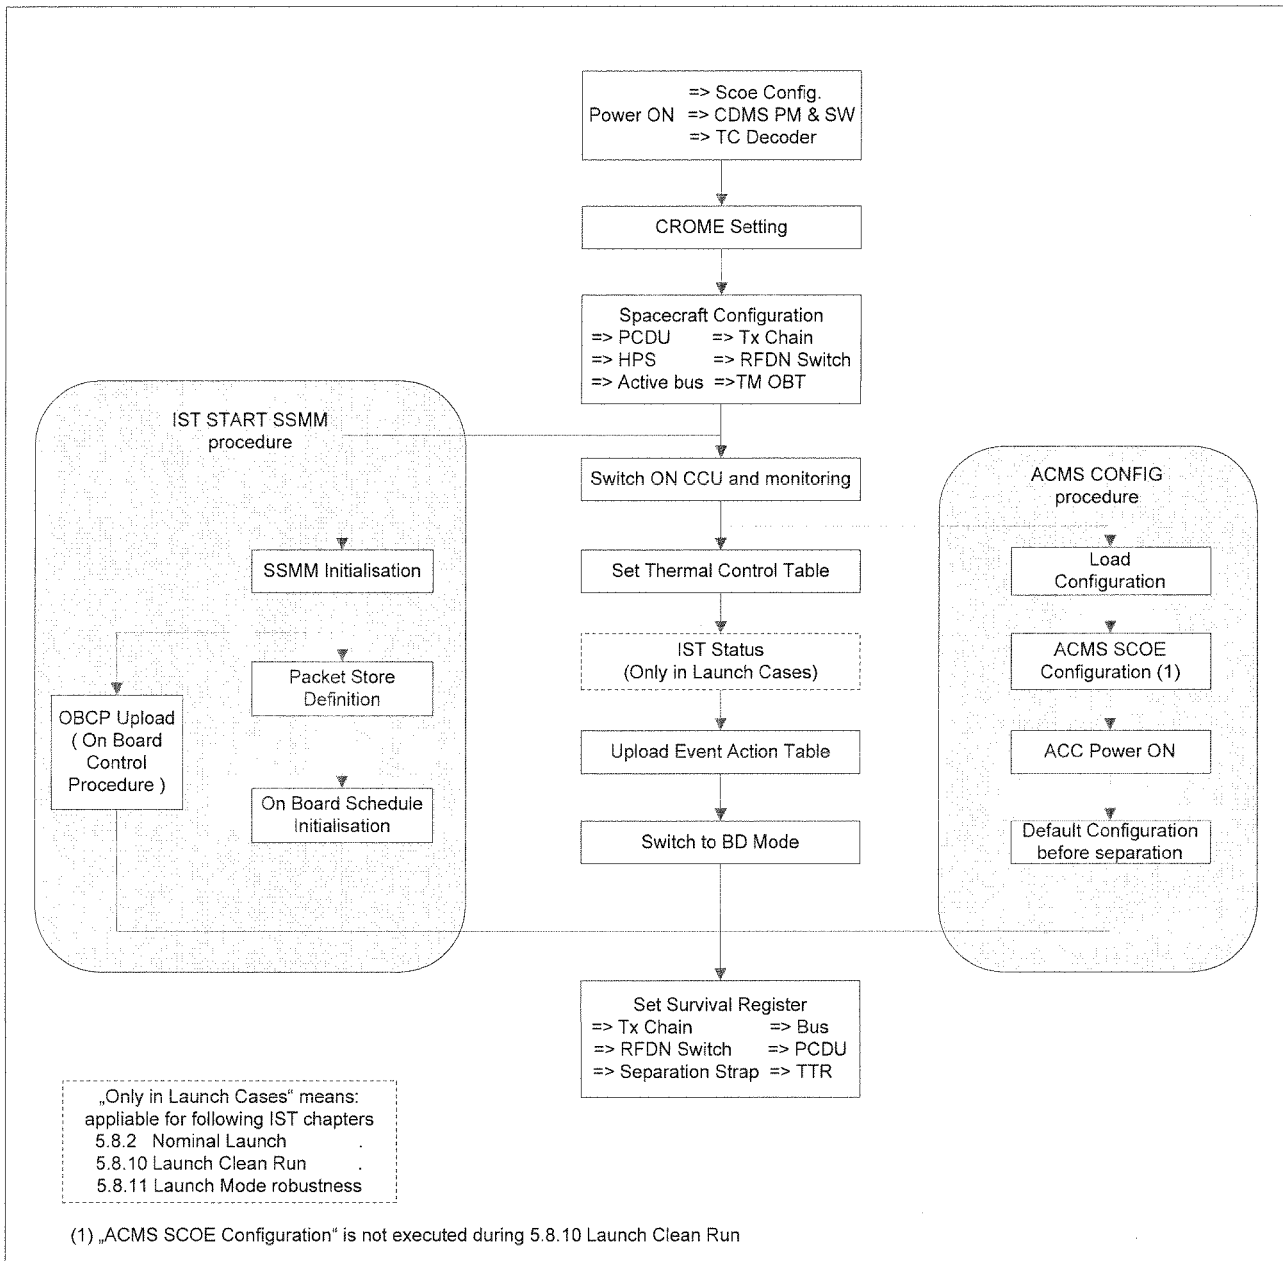 => Scoe Config.
Power ON => CDMS PM & SW
=> TC Decoder
CROME Setting
Spacecraft Configuration
=> PCDU => Tx Chain
=> HPS => RFDN Switch
=> Active bus =>TM OBT
IST START SSMM
procedure
Switch ON CCU and monitoring
ACMS CONFIG
procedure
SSMM Initialisation
Set Thermal Control Table
Load
Configuration
Packet Store
Definition
IST Status
(Only in Launch Cases)
ACMS SCOE
Configuration (1)
OBCP Upload
( On Board
Control
Procedure )
Upload Event Action Table
ACC Power ON
On Board Schedule
Initialisation
Switch to BD Mode
Default Configuration
before separation
Set Survival Register
=> Tx Chain => Bus
=> RFDN Switch => PCDU
=> Separation Strap => TTR
„Only in Launch Cases“ means:
appliable for following IST chapters
5.8.2 Nominal Launch .
5.8.10 Launch Clean Run .
5.8.11 Launch Mode robustness
(1) „ACMS SCOE Configuration“ is not executed during 5.8.10 Launch Clean Run